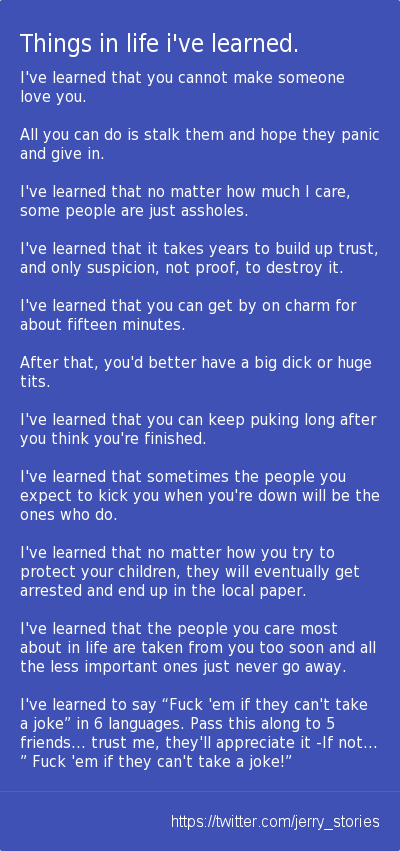 Things in life i've learned.
I've learned that you cannot make someone
love you.
All you can do is stalk them and hope they panic
and give in.
I've learned that no matter how much I care,
some people are just assholes.
I've learned that it takes years to build up trust,
and only suspicion, not proof, to destroy it.
I've learned that you can get by on charm for
about fifteen minutes.
After that, you'd better have a big dick or huge
tits.
I've learned that you can keep puking long after
you think you're finished.
I've learned that sometimes the people you
expect to kick you when you're down will be the
ones who do.
I've learned that no matter how you try to
protect your children, they will eventually get
arrested and end up in the local paper.
I've learned that the people you care most
about in life are taken from you too soon and all
the less important ones just never go away.
I've learned to say “Fuck 'em if they can't take
a joke” in 6 languages. Pass this along to 5
friends... trust me, they'll appreciate it -If not...
” Fuck 'em if they can't take a joke!”
https://twitter.com/jerry_stories